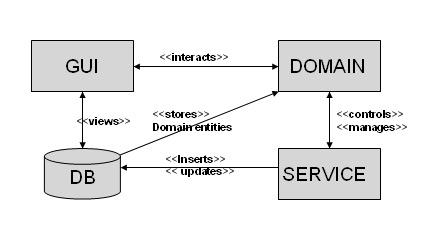 <<interacts>>
GUI
DOMAIN
<<views>>
<<stores>>
Domain entities
<<controls>>
<<manages>>
<<Inserts>>
<< updates>>
DB
SERVICE